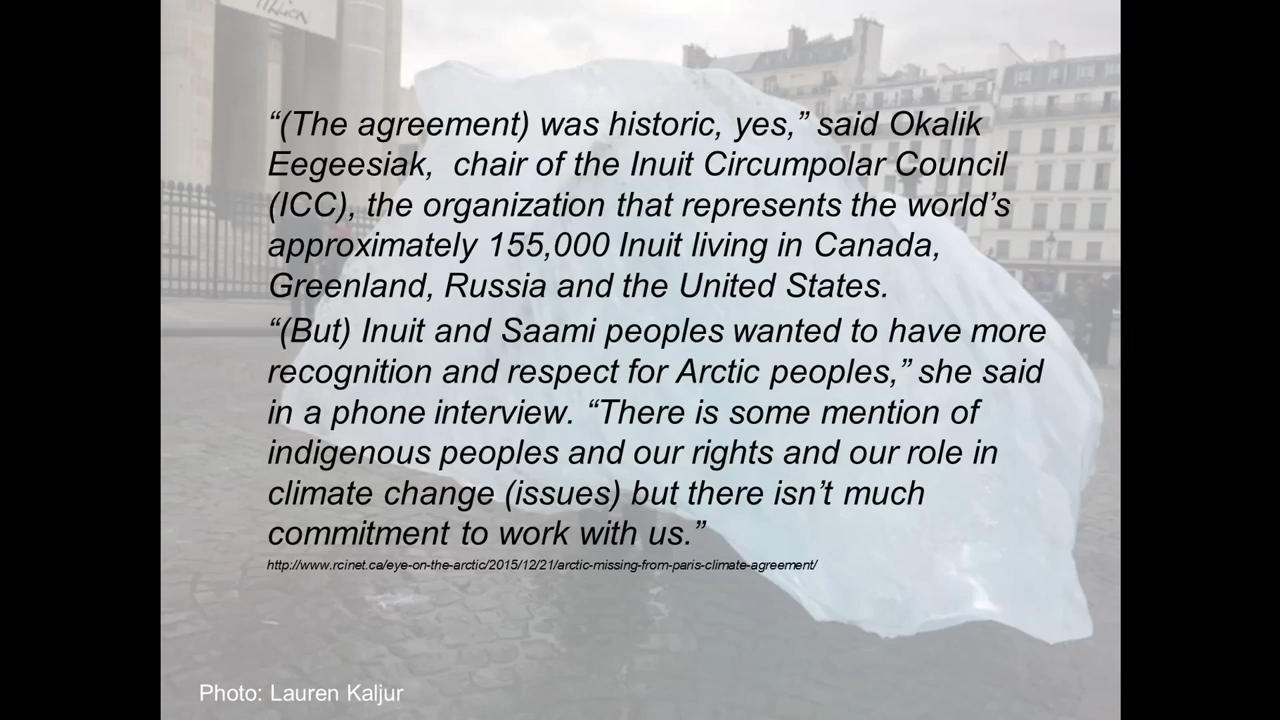 “(The agreement) was historic, yes,” said Okalik
Eegeesiak,  chair of the Inuit Circumpolar Council
(ICC), the organization that represents the world’s
approximately 155,000 Inuit living in Canada,
Greenland, Russia and the United States.
“(But) Inuit and Saami peoples wanted to have more
recognition and respect for Arctic peoples,” she said
in a phone interview. “There is some mention of
indigenous peoples and our rights and our role in
climate change (issues) but there isn’t much
commitment to work with us.”
http://www.rcinet.ca/eye-on-the-arctic/2015/12/21/arctic-missing-from-paris-climate-agreement/
Photo: Lauren Kaljur